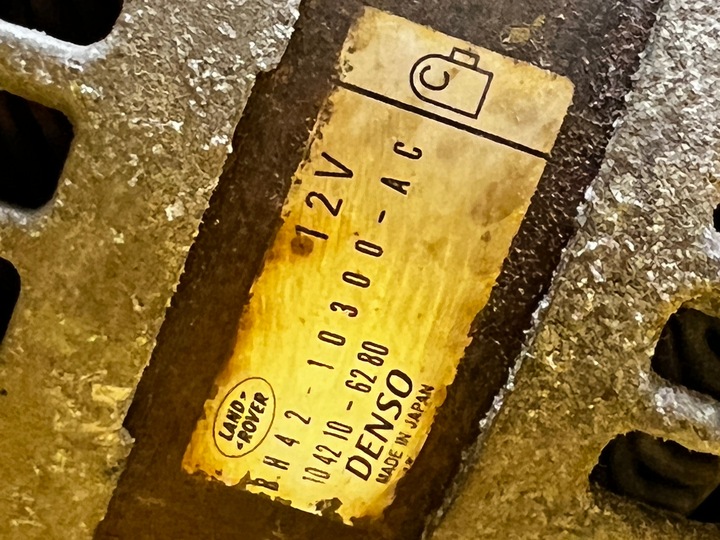 C
12V
BH42-10300-AC
104210-6280
LAND-
-ROVER
DENSO
MADE IN JAPAN